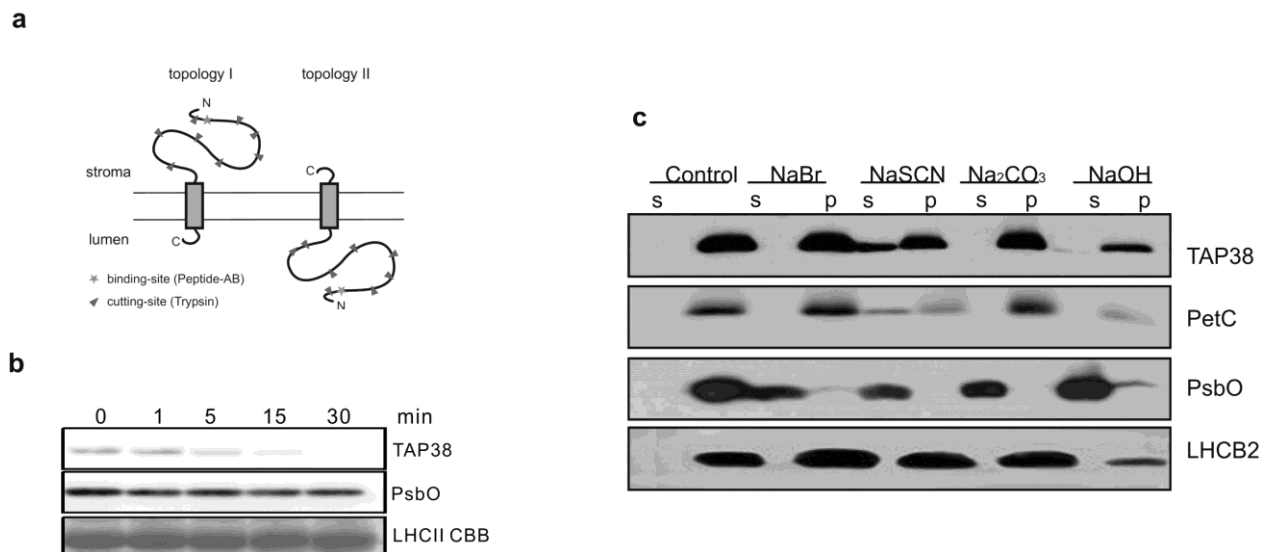 a
topology I topology II
N
stroma
C
lumen
C
binding-site (Peptide-AB)
cutting-site (Trypsin)
N
b
0 1 5 15 30 min
TAP38
PsbO
LHCII CBB
c
Control NaBr NaSCN Na₂CO₃ NaOH
s s p s p s p s p
TAP38
PetC
PsbO
LHCB2